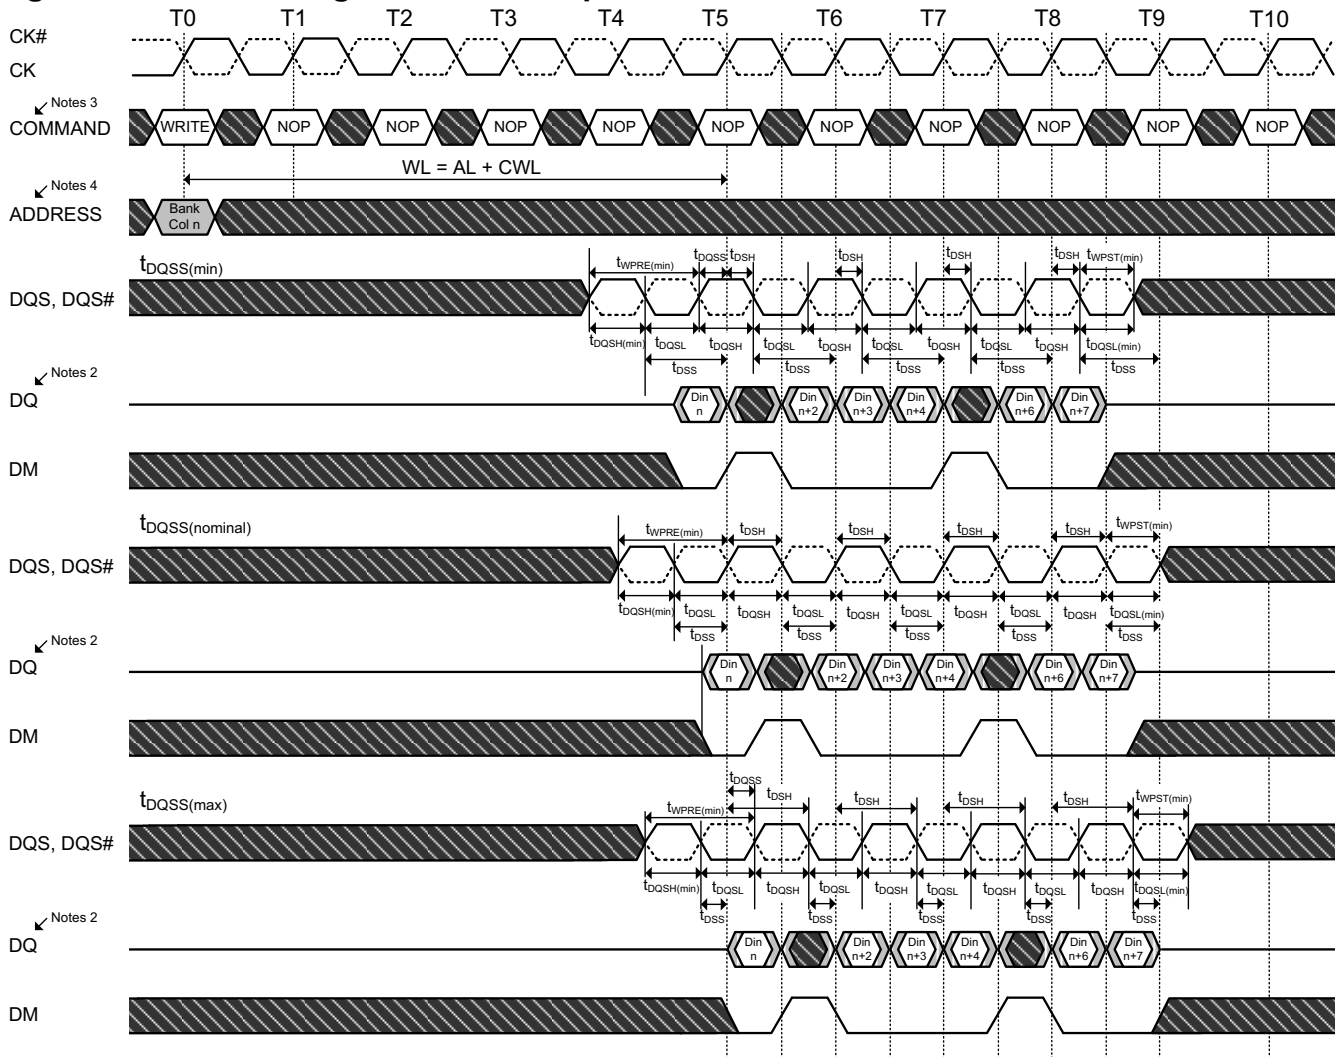 T0 T1 T2 T3 T4 T5 T6 T7 T8 T9 T10
CK#
CK
Notes 3
COMMAND WRITE NOP NOP NOP NOP NOP NOP NOP NOP NOP NOP
WL = AL + CWL
Notes 4
ADDRESS Bank Col n
tDQSS(min) tWPRE(min) tDQSS tDSH tDSH tDSH tDSH tWPST(min)
DQS, DQS#
tDQSH(min) tDQSL tDQSH tDQSL tDQSH tDQSL tDQSH tDQSL tDQSH tDQSL(min)
tDSS tDSS tDSS tDSS tDSS
Notes 2
DQ Din n Din n+2 Din n+3 Din n+4 Din n+6 Din n+7
DM
tDQSS(nominal) tWPRE(min) tDSH tDSH tDSH tDSH tWPST(min)
DQS, DQS#
tDQSH(min) tDQSL tDQSH tDQSL tDQSH tDQSL tDQSH tDQSL tDQSH tDQSL(min)
tDSS tDSS tDSS tDSS tDSS
Notes 2
DQ Din n Din n+2 Din n+3 Din n+4 Din n+6 Din n+7
DM
tDQSS
tDQSS(max) tWPRE(min) tDSH tDSH tDSH tDSH tWPST(min)
DQS, DQS#
tDQSH(min) tDQSL tDQSH tDQSL tDQSH tDQSL tDQSH tDQSL tDQSH tDQSL(min)
tDSS tDSS tDSS tDSS tDSS
Notes 2
DQ Din n Din n+2 Din n+3 Din n+4 Din n+6 Din n+7
DM